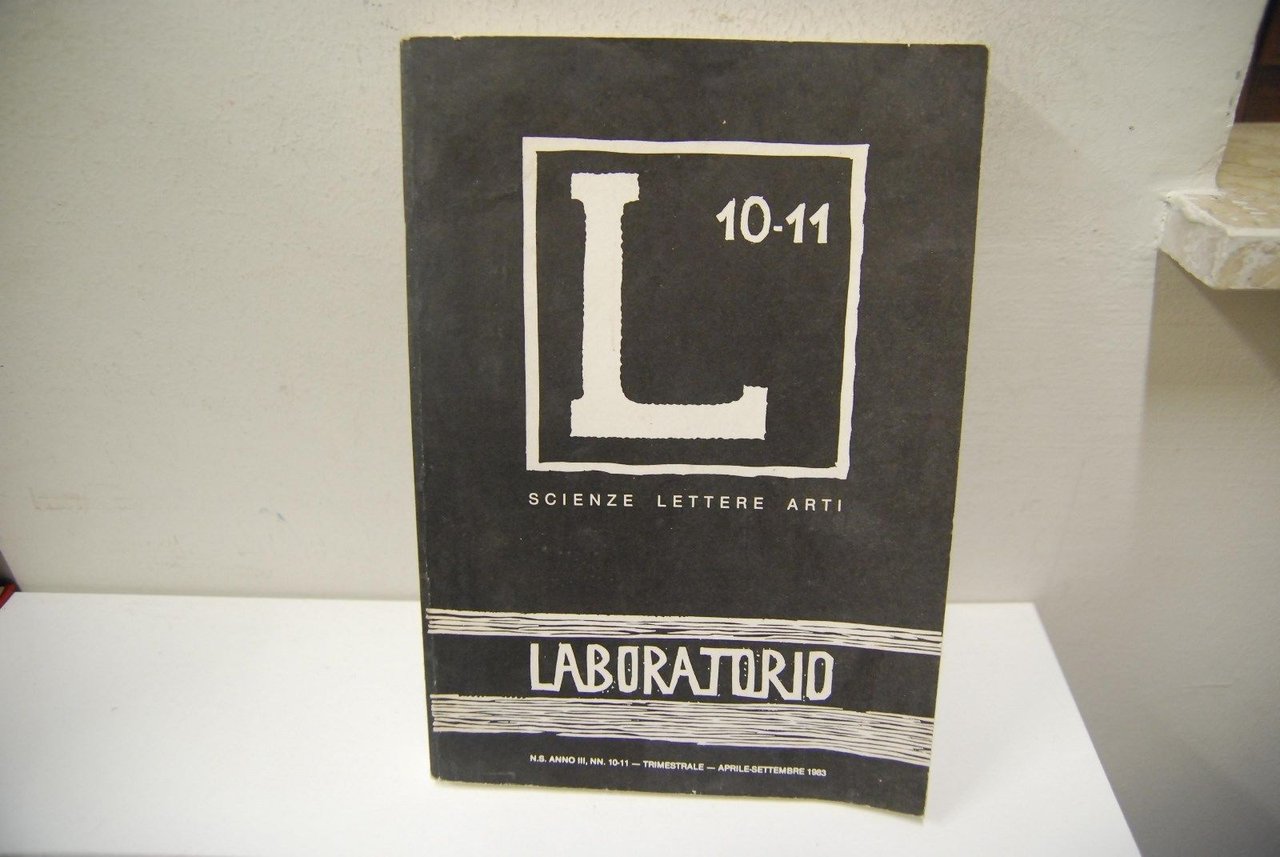 L
10-11
SCIENZE LETTERE ARTI
LABORATORIO
N.S. ANNO III, NN. 10-11 — TRIMESTRALE — APRILE-SETTEMBRE 1983